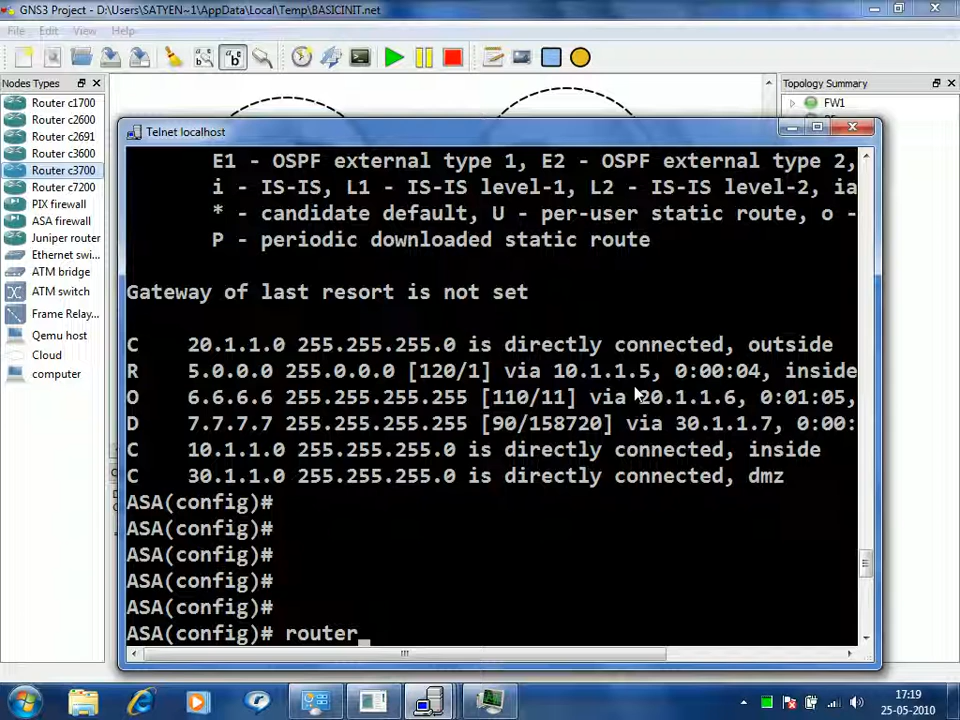 GNS3 Project - D:\Users\SATYEN~1\AppData\Local\Temp\BASICINIT.net
File Edit View Help
Nodes Types
Topology Summary
Router c1700
FW1
Router c2600
Router c2691
Router c3600
Router c3700
Router c7200
PIX firewall
ASA firewall
Juniper router
Ethernet swi...
ATM bridge
ATM switch
Frame Relay...
Qemu host
Cloud
computer
Telnet localhost
E1 - OSPF external type 1, E2 - OSPF external type 2,
i - IS-IS, L1 - IS-IS level-1, L2 - IS-IS level-2, ia
* - candidate default, U - per-user static route, o -
P - periodic downloaded static route
Gateway of last resort is not set
C 20.1.1.0 255.255.255.0 is directly connected, outside
R 5.0.0.0 255.0.0.0 [120/1] via 10.1.1.5, 0:00:04, inside
O 6.6.6.6 255.255.255.255 [110/11] via 20.1.1.6, 0:01:05,
D 7.7.7.7 255.255.255.255 [90/158720] via 30.1.1.7, 0:00:
C 10.1.1.0 255.255.255.0 is directly connected, inside
C 30.1.1.0 255.255.255.0 is directly connected, dmz
ASA(config)#
ASA(config)#
ASA(config)#
ASA(config)#
ASA(config)#
ASA(config)# router_
17:19
25-05-2010